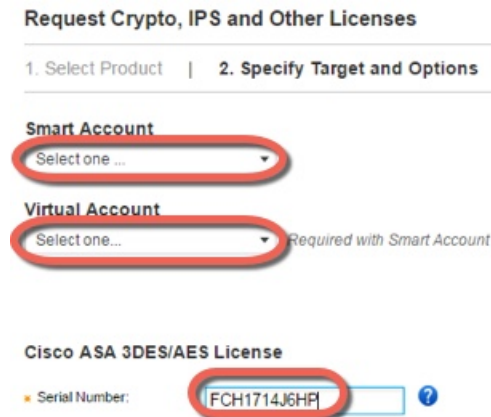 Request Crypto, IPS and Other Licenses
1. Select Product | 2. Specify Target and Options
Smart Account
Select one ...
Virtual Account
Select one... Required with Smart Account
Cisco ASA 3DES/AES License
* Serial Number: FCH1714J6HP ?